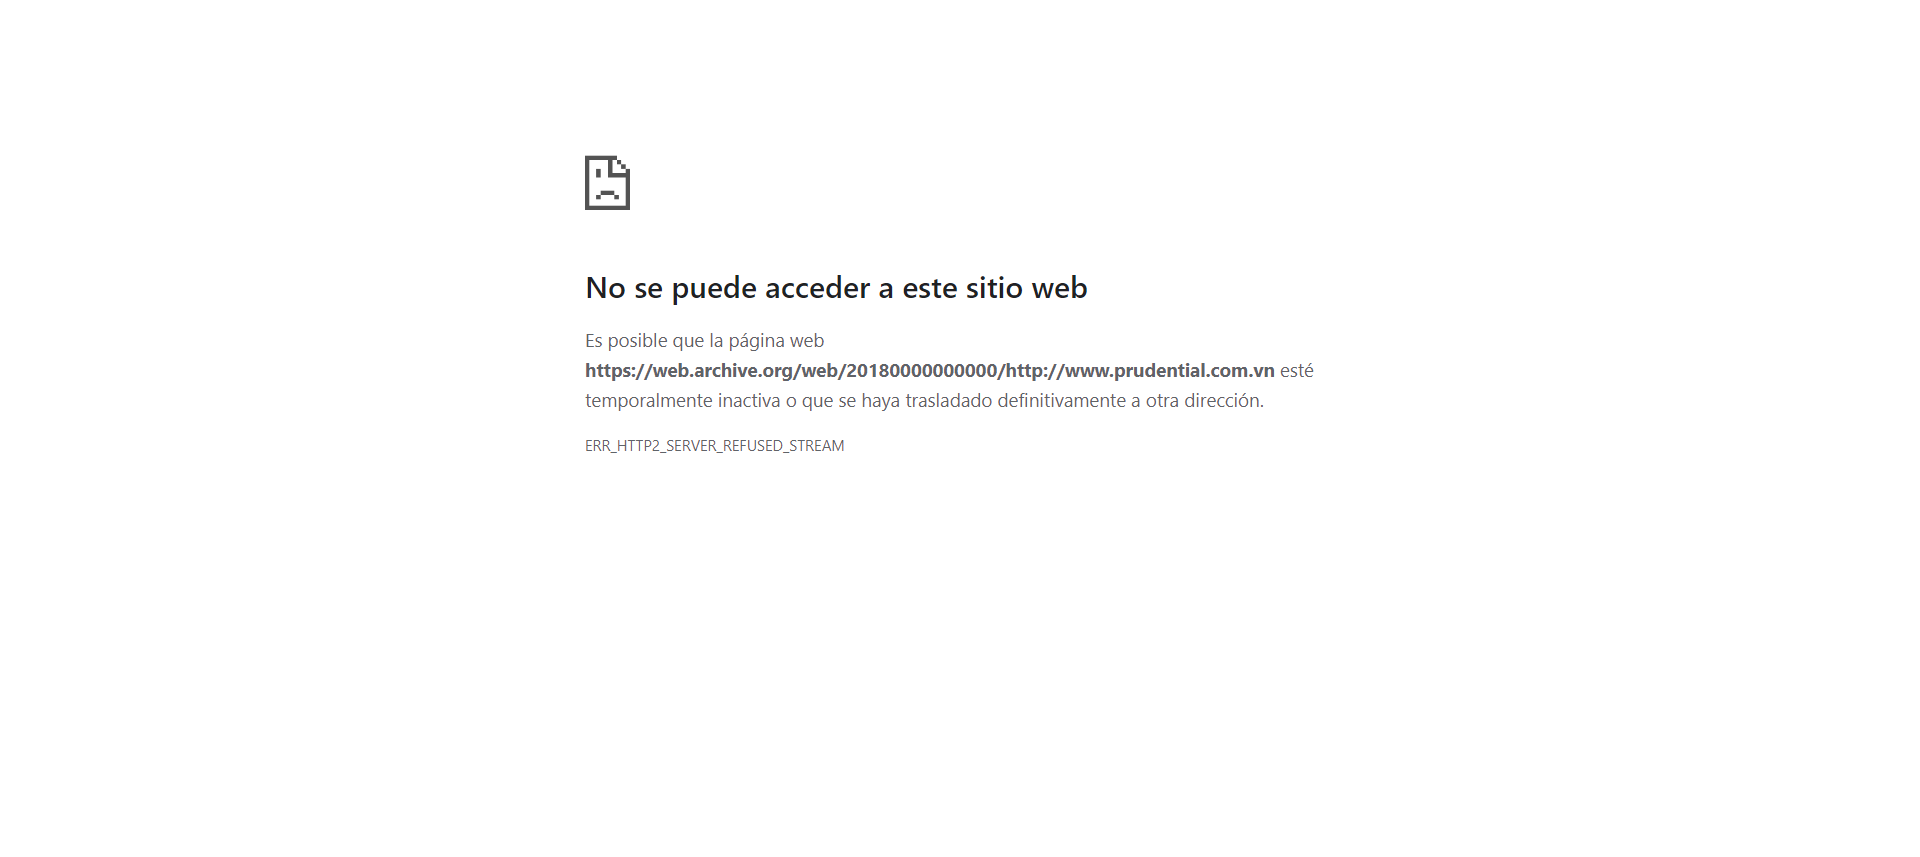 No se puede acceder a este sitio web
Es posible que la página web
https://web.archive.org/web/20180000000000/http://www.prudential.com.vn esté
temporalmente inactiva o que se haya trasladado definitivamente a otra dirección.
ERR_HTTP2_SERVER_REFUSED_STREAM